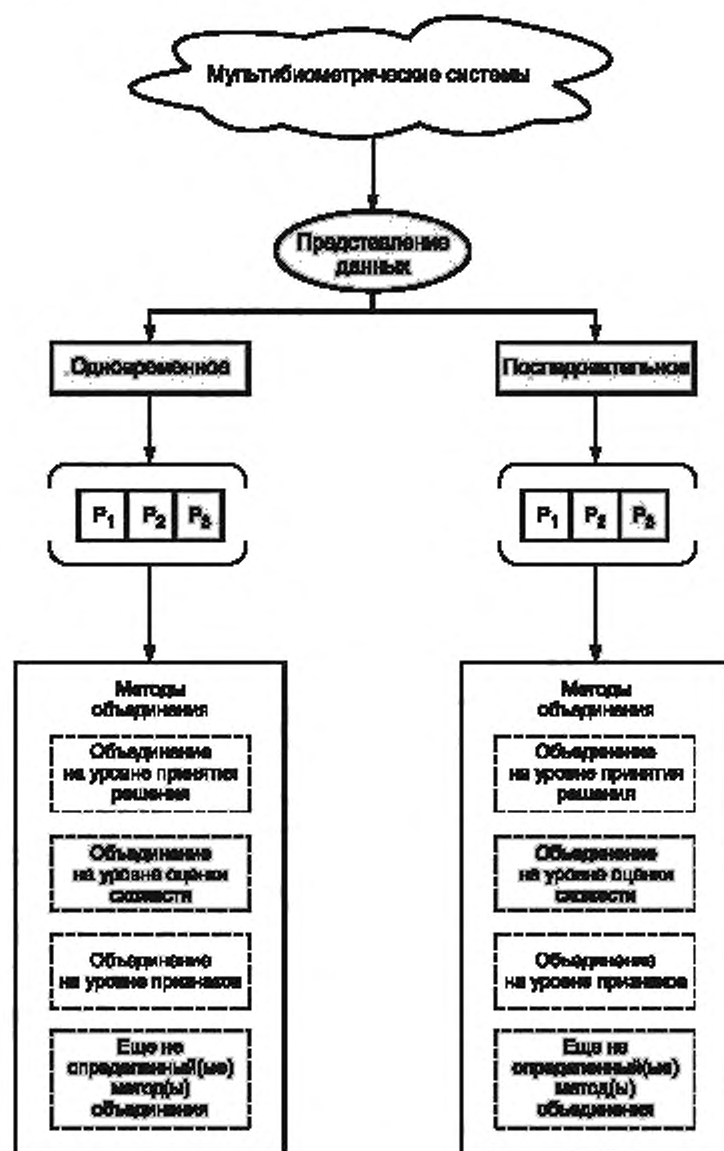 Мультибиометрические системы
Представление
данных
Одновременное
Последовательное
P1 P2 P3
P1 P2 P3
Методы
объединения
Объединение
на уровне принятия
решения
Объединение
на уровне оценки
схожести
Объединение
на уровне признаков
Еще не
определенный(ые)
метод(ы)
объединения
Методы
объединения
Объединение
на уровне принятия
решения
Объединение
на уровне оценки
схожести
Объединение
на уровне признаков
Еще не
определенный(ые)
метод(ы)
объединения